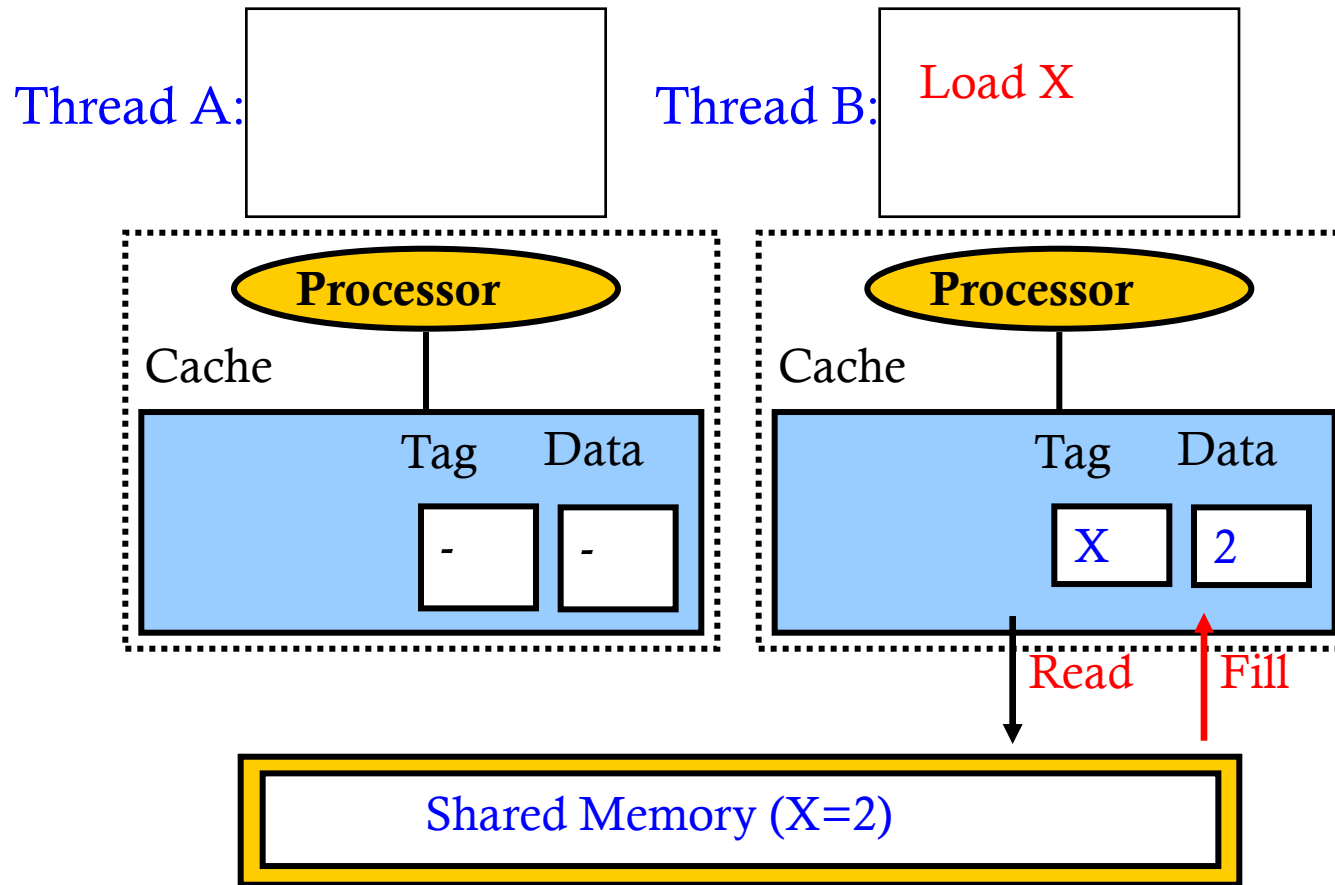 Thread A:
Thread B:
Load X
Processor
Processor
Cache
Cache
Tag Data
Tag Data
- -
X 2
Read Fill
Shared Memory (X=2)